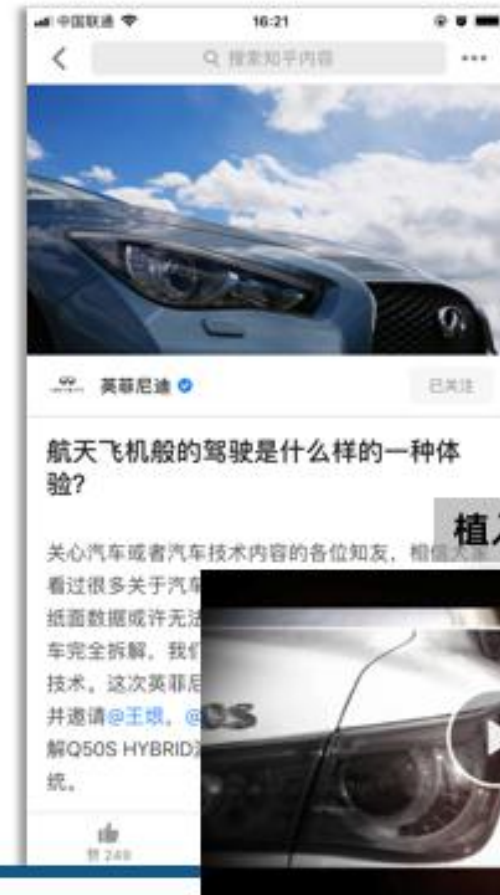 中国联通
16:21
搜索知乎内容
英菲尼迪
已关注
航天飞机般的驾驶是什么样的一种体
验?
植入
关心汽车或者汽车技术内容的各位知友，相信大家
看过很多关于汽车
纸面数据或许无法
车完全拆解，我们
技术。这次英菲尼
并邀请@王垠，@
0S
解Q50S HYBRID
统。
赞 249